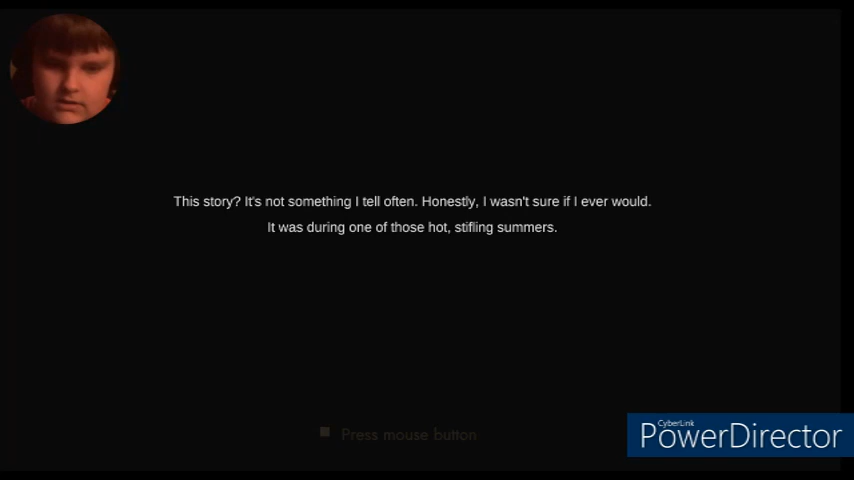 This story? It's not something I tell often. Honestly, I wasn't sure if I ever would.
It was during one of those hot, stifling summers.
Press mouse button
CyberLink
PowerDirector